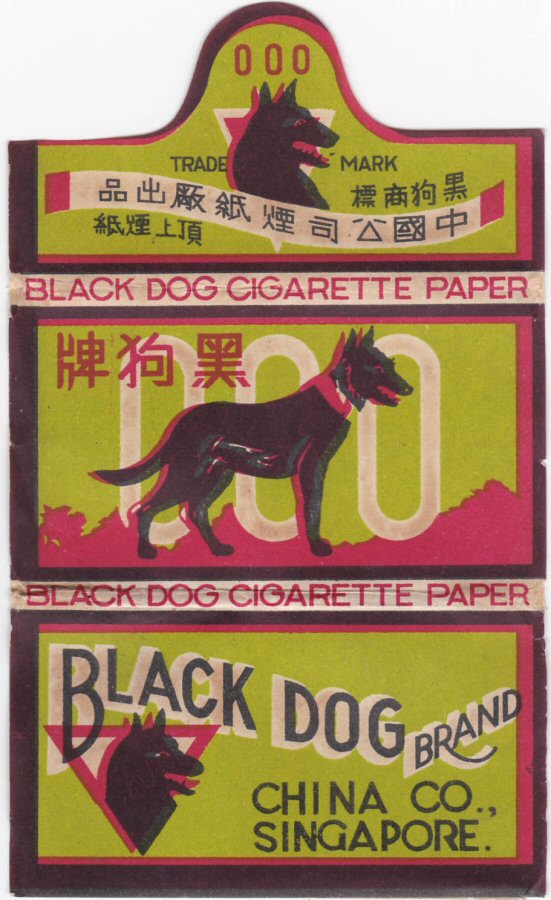 000
TRADE MARK
黑狗商標
中國公司煙紙廠出品
頂上煙紙
BLACK DOG CIGARETTE PAPER
黑狗牌
000
BLACK DOG CIGARETTE PAPER
BLACK DOG BRAND
CHINA CO.,
SINGAPORE.